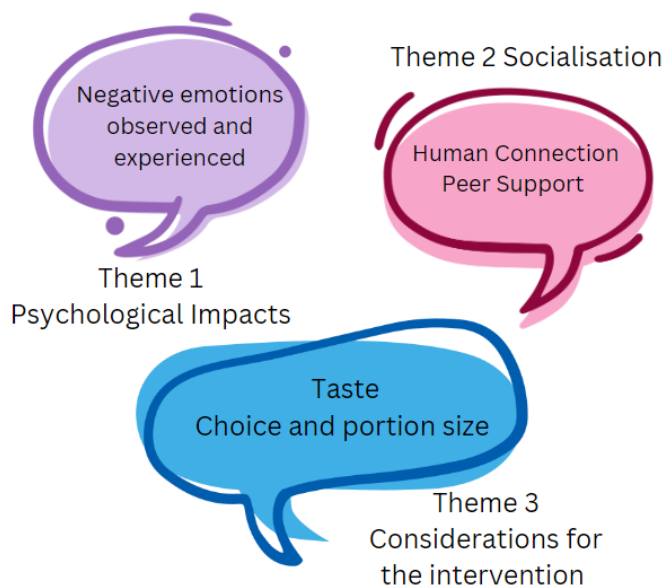 Negative emotions
observed and
experienced
Theme 1
Psychological Impacts
Theme 2 Socialisation
Human Connection
Peer Support
Taste
Choice and portion size
Theme 3
Considerations for
the intervention